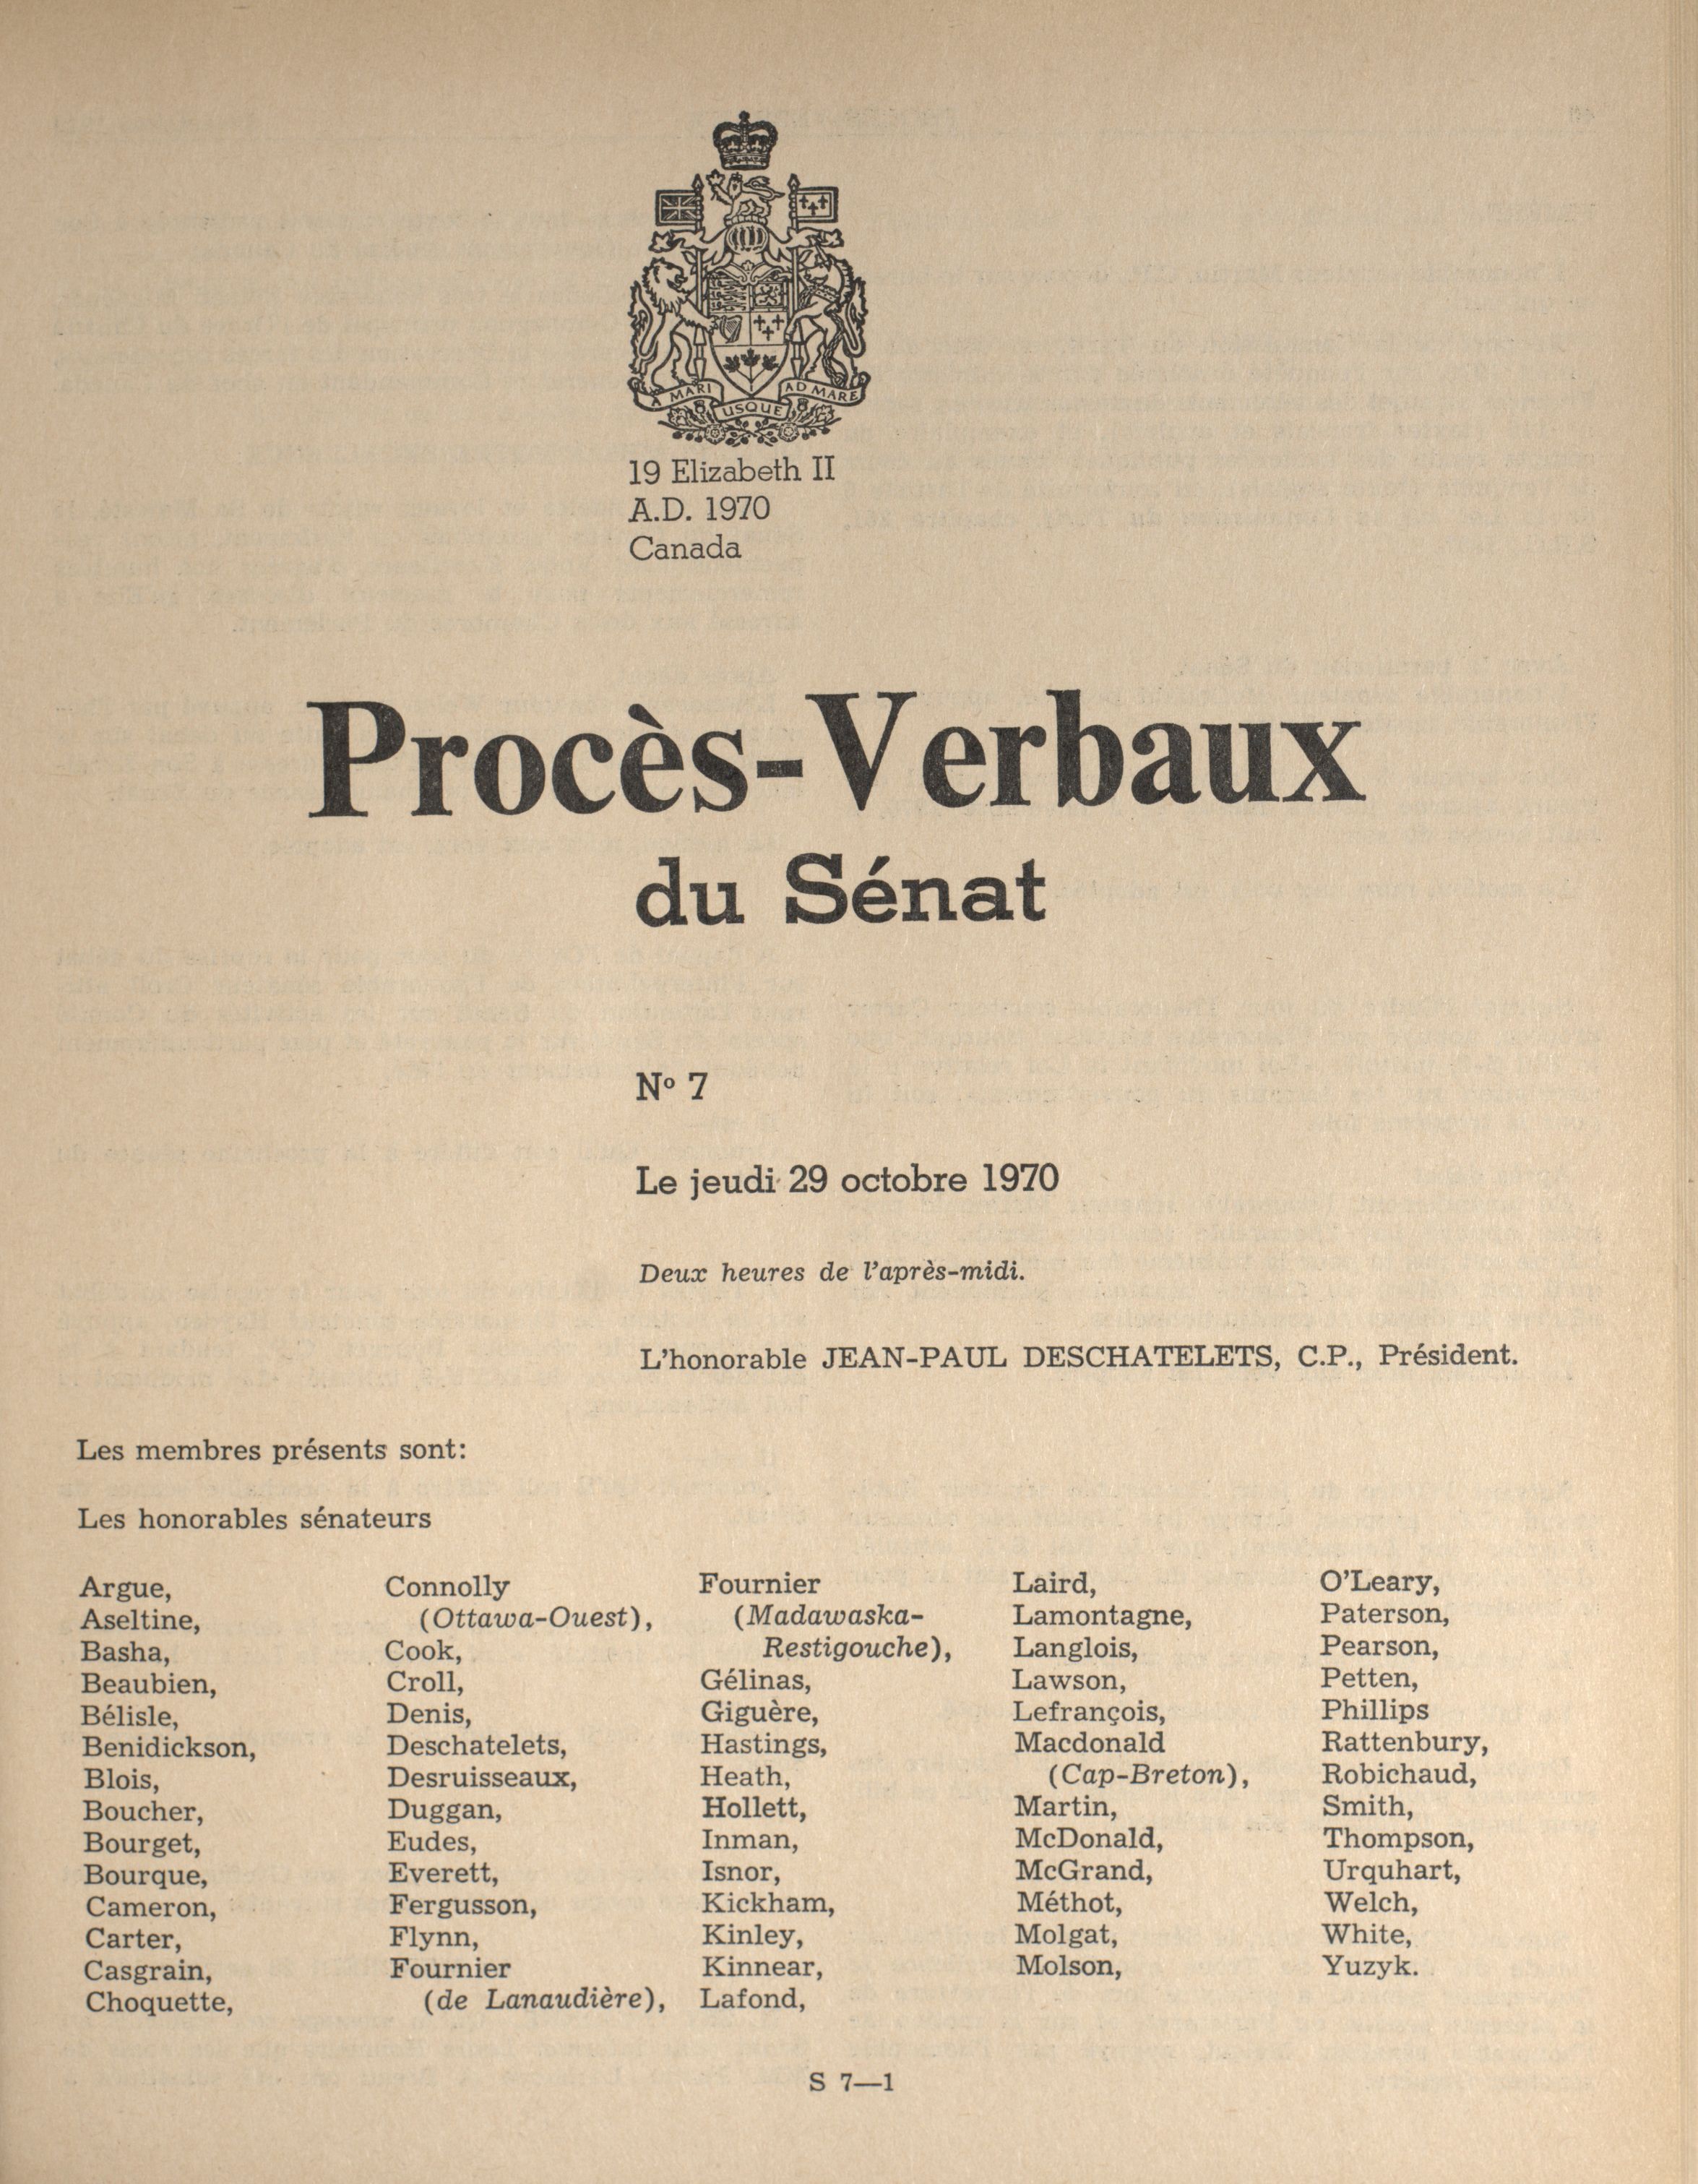 A MARI USQUE AD MARE
19 Elizabeth II
A.D. 1970
Canada
Procès-Verbaux
du Sénat
Nº 7
Le jeudi 29 octobre 1970
Deux heures de l'après-midi.
L'honorable JEAN-PAUL DESCHATELETS, C.P., Président.
Les membres présents sont:
Les honorables sénateurs
Argue,
Aseltine,
Basha,
Beaubien,
Bélisle,
Benidickson,
Blois,
Boucher,
Bourget,
Bourque,
Cameron,
Carter,
Casgrain,
Choquette,
Connolly
(Ottawa-Ouest),
Cook,
Croll,
Denis,
Deschatelets,
Desruisseaux,
Duggan,
Eudes,
Everett,
Fergusson,
Flynn,
Fournier
(de Lanaudière),
Fournier
(Madawaska-
Restigouche),
Gélinas,
Giguère,
Hastings,
Heath,
Hollett,
Inman,
Isnor,
Kickham,
Kinley,
Kinnear,
Lafond,
Laird,
Lamontagne,
Langlois,
Lawson,
Lefrançois,
Macdonald
(Cap-Breton),
Martin,
McDonald,
McGrand,
Méthot,
Molgat,
Molson,
O'Leary,
Paterson,
Pearson,
Petten,
Phillips
Rattenbury,
Robichaud,
Smith,
Thompson,
Urquhart,
Welch,
White,
Yuzyk.
S 7—1